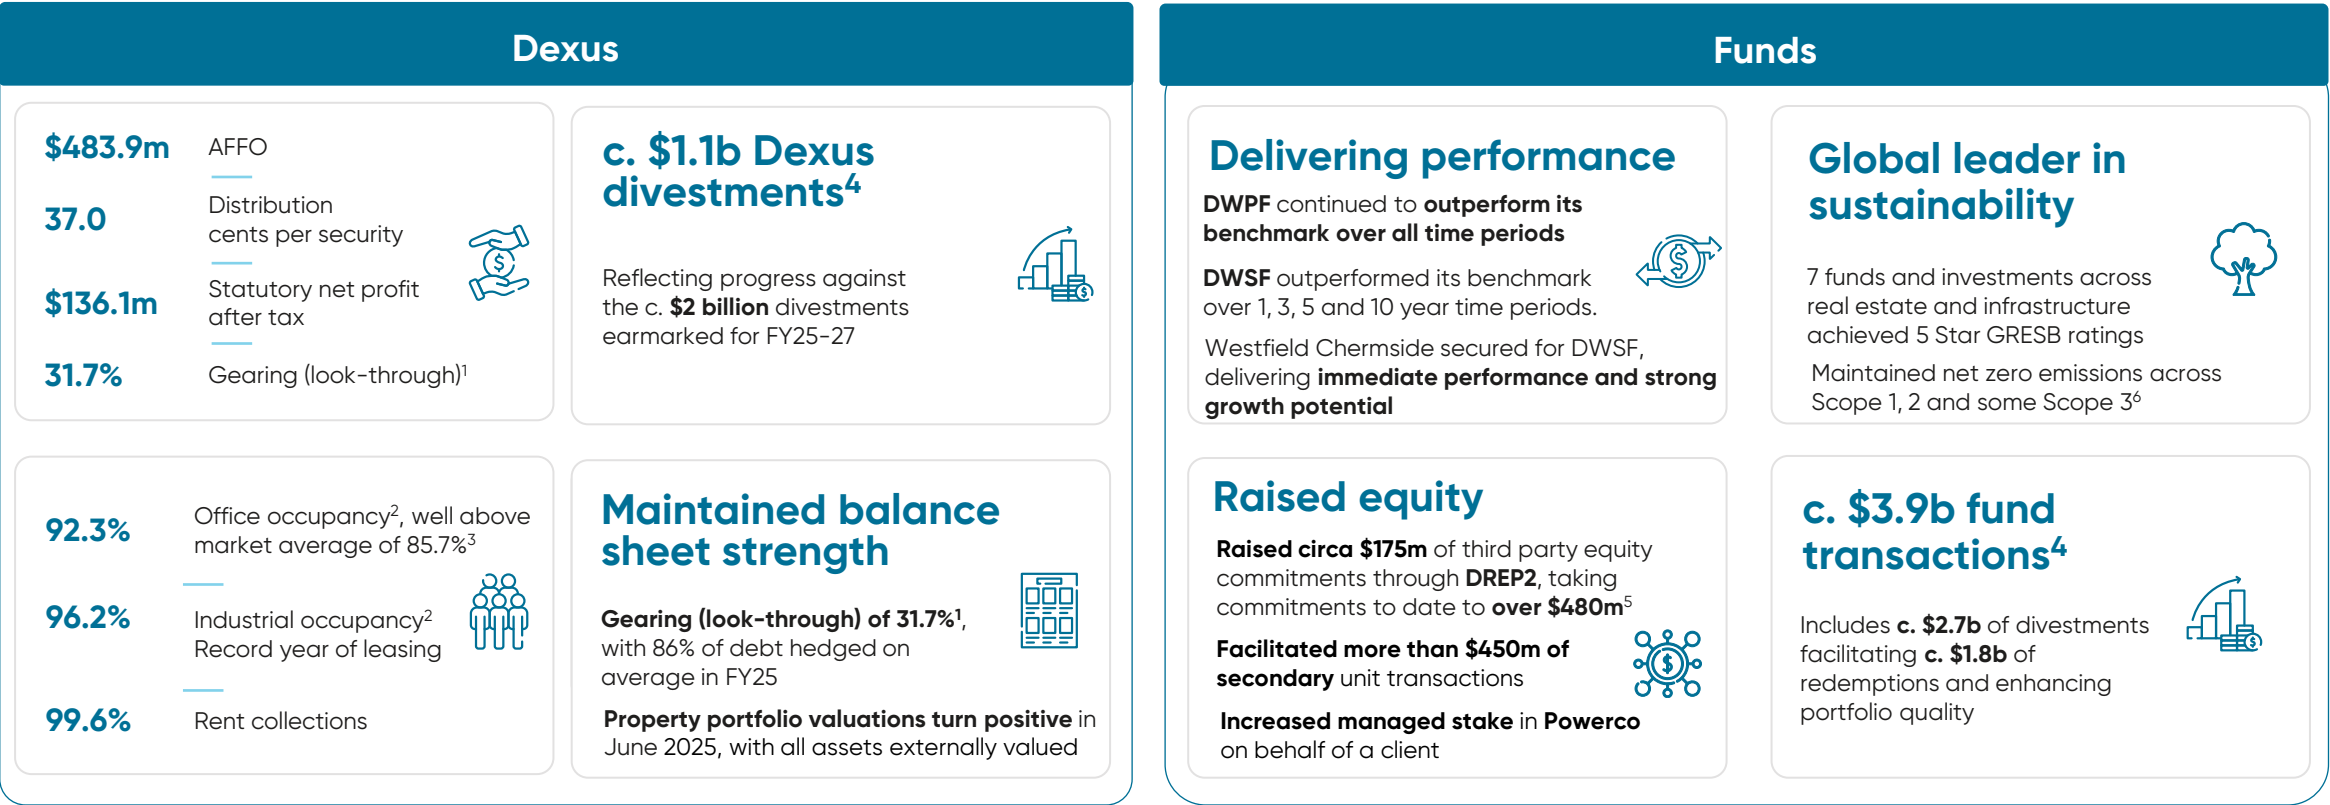 Dexus
$483.9m AFFO
37.0 Distribution
cents per security
$136.1m Statutory net profit
after tax
31.7% Gearing (look-through)¹
c. $1.1b Dexus
divestments⁴
Reflecting progress against
the c. $2 billion divestments
earmarked for FY25-27
92.3% Office occupancy², well above
market average of 85.7%³
96.2% Industrial occupancy²
Record year of leasing
99.6% Rent collections
Maintained balance
sheet strength
Gearing (look-through) of 31.7%¹,
with 86% of debt hedged on
average in FY25
Property portfolio valuations turn positive in
June 2025, with all assets externally valued
Funds
Delivering performance
DWPF continued to outperform its
benchmark over all time periods
DWSF outperformed its benchmark
over 1, 3, 5 and 10 year time periods.
Westfield Chermside secured for DWSF,
delivering immediate performance and strong
growth potential
Global leader in
sustainability
7 funds and investments across
real estate and infrastructure
achieved 5 Star GRESB ratings
Maintained net zero emissions across
Scope 1, 2 and some Scope 3⁶
Raised equity
Raised circa $175m of third party equity
commitments through DREP2, taking
commitments to date to over $480m⁵
Facilitated more than $450m of
secondary unit transactions
Increased managed stake in Powerco
on behalf of a client
c. $3.9b fund
transactions⁴
Includes c. $2.7b of divestments
facilitating c. $1.8b of
redemptions and enhancing
portfolio quality